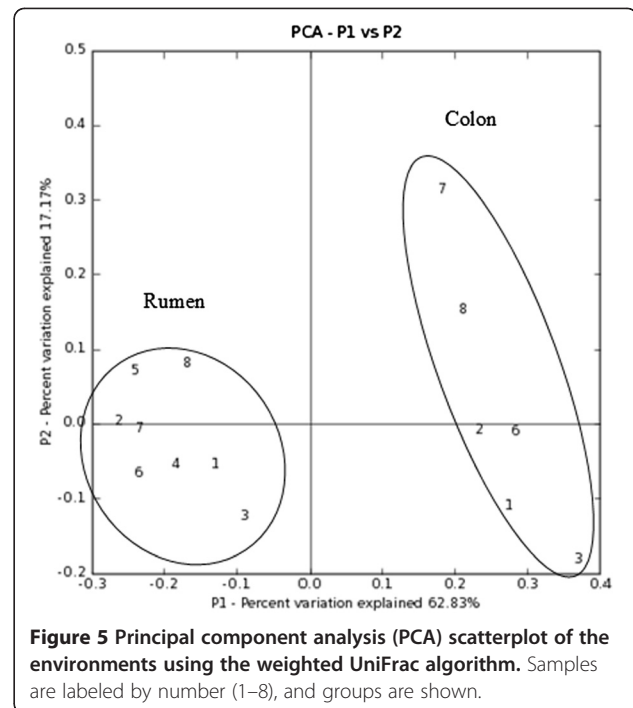 PCA - P1 vs P2
0.5
0.4
Colon
7
0.3
P2 - Percent variation explained 17.17%
0.2
Rumen
8
0.1
5 8
0.0
2 7
2 6
6 4 1
-0.1
1
3
3
-0.2
-0.3 -0.2 -0.1 0.0 0.1 0.2 0.3 0.4
P1 - Percent variation explained 62.83%
Figure 5 Principal component analysis (PCA) scatterplot of the
environments using the weighted UniFrac algorithm. Samples
are labeled by number (1–8), and groups are shown.